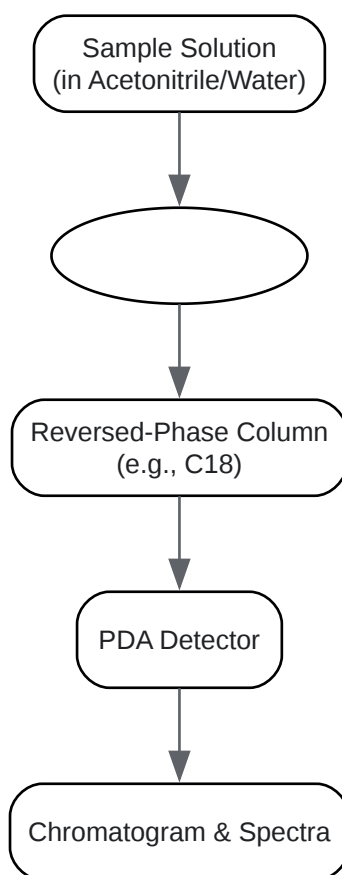 Sample Solution
(in Acetonitrile/Water)
Reversed-Phase Column
(e.g., C18)
PDA Detector
Chromatogram & Spectra